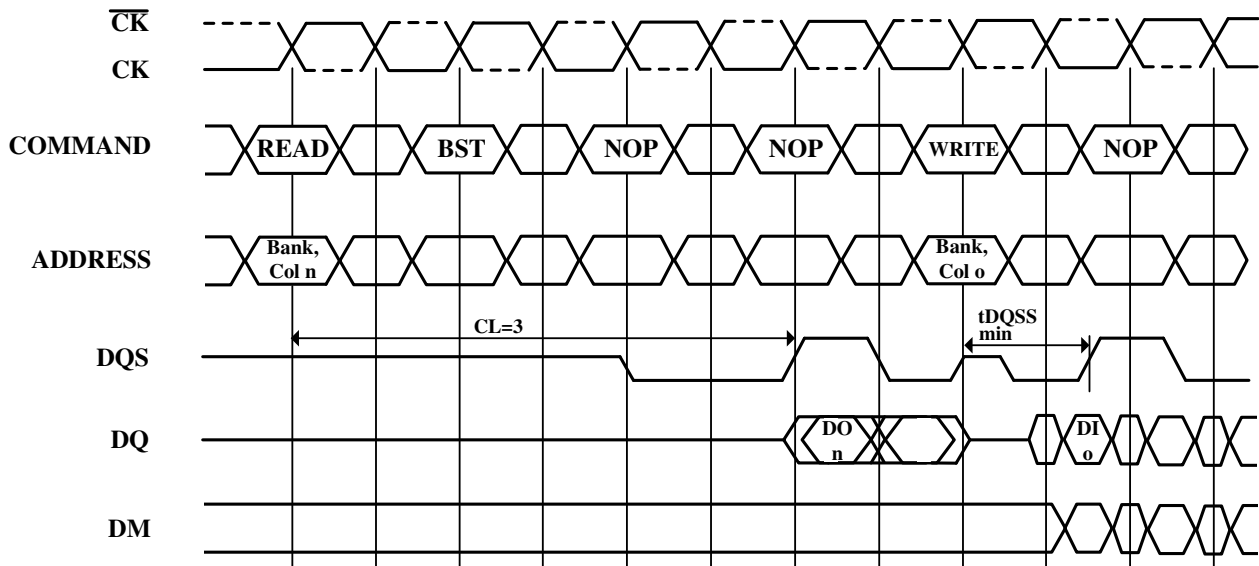 CK
CK
COMMAND
READ
BST
NOP
NOP
WRITE
NOP
ADDRESS
Bank,
Col n
Bank,
Col o
DQS
CL=3
tDQSS
min
DQ
DO
n
DI
o
DM